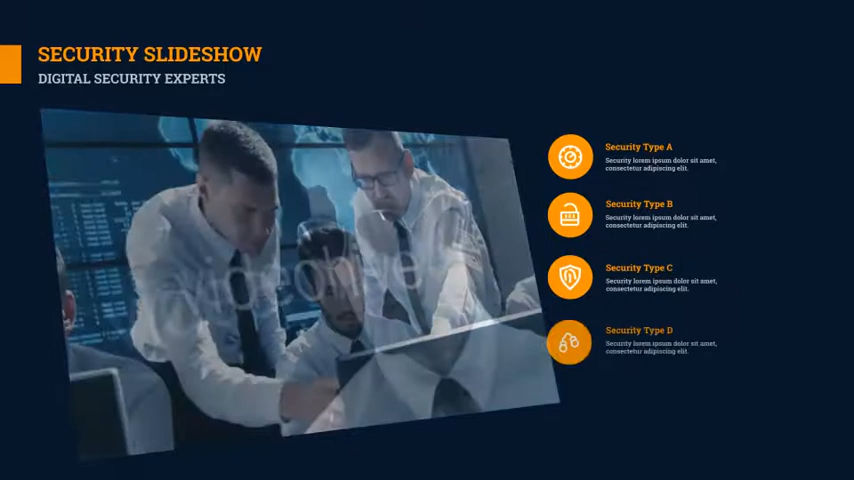 SECURITY SLIDESHOW
DIGITAL SECURITY EXPERTS
Security Type A
Security lorem ipsum dolor sit amet,
consectetur adipiscing elit.
Security Type B
Security lorem ipsum dolor sit amet,
consectetur adipiscing elit.
Security Type C
Security lorem ipsum dolor sit amet,
consectetur adipiscing elit.
Security Type D
Security lorem ipsum dolor sit amet,
consectetur adipiscing elit.
videohive